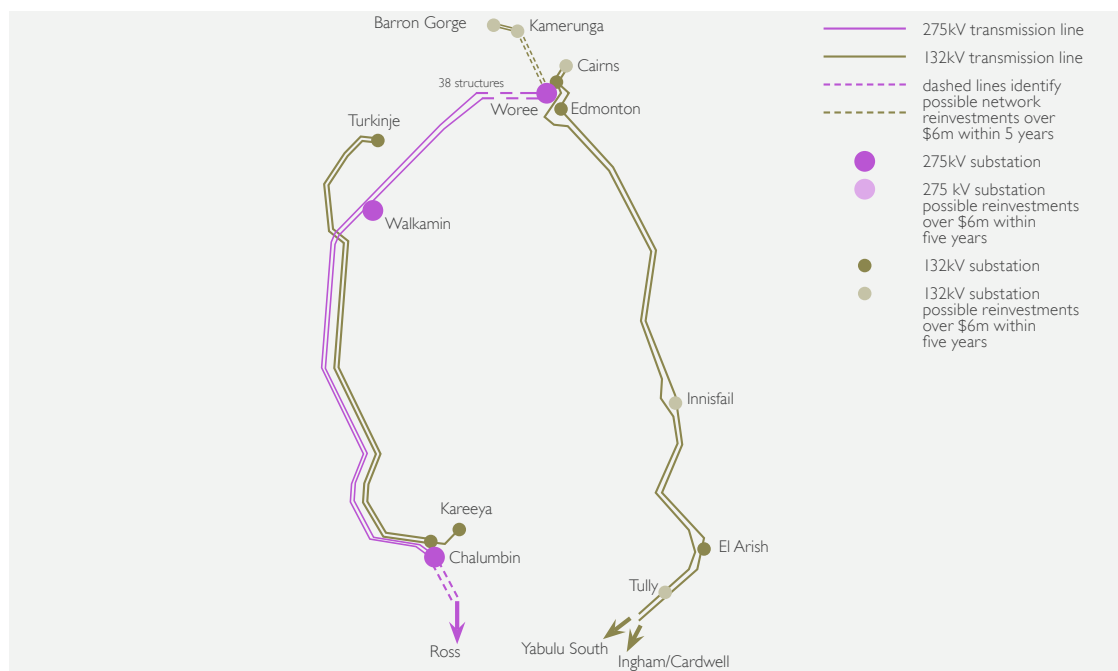 Barron Gorge
Kamerunga
Cairns
38 structures
Woree
Edmonton
Turkinje
Walkamin
Innisfail
Kareeya
Chalumbin
El Arish
Tully
Ross
Yabulu South
Ingham/Cardwell
275kV transmission line
132kV transmission line
dashed lines identify
possible network
reinvestments over
$6m within 5 years
275kV substation
275 kV substation
possible reinvestments
over $6m within
five years
132kV substation
132kV substation
possible reinvestments
over $6m within
five years